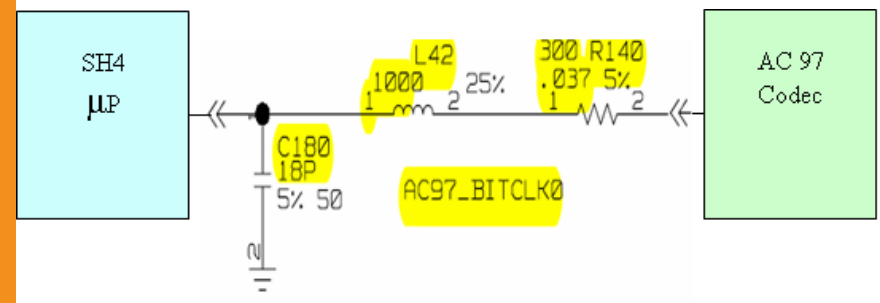 SH4
μP
L42
1000
1
2
25%
300 R140
.037 5%
1
2
C180
18P
5% 50
2
AC97_BITCLK0
AC 97
Codec